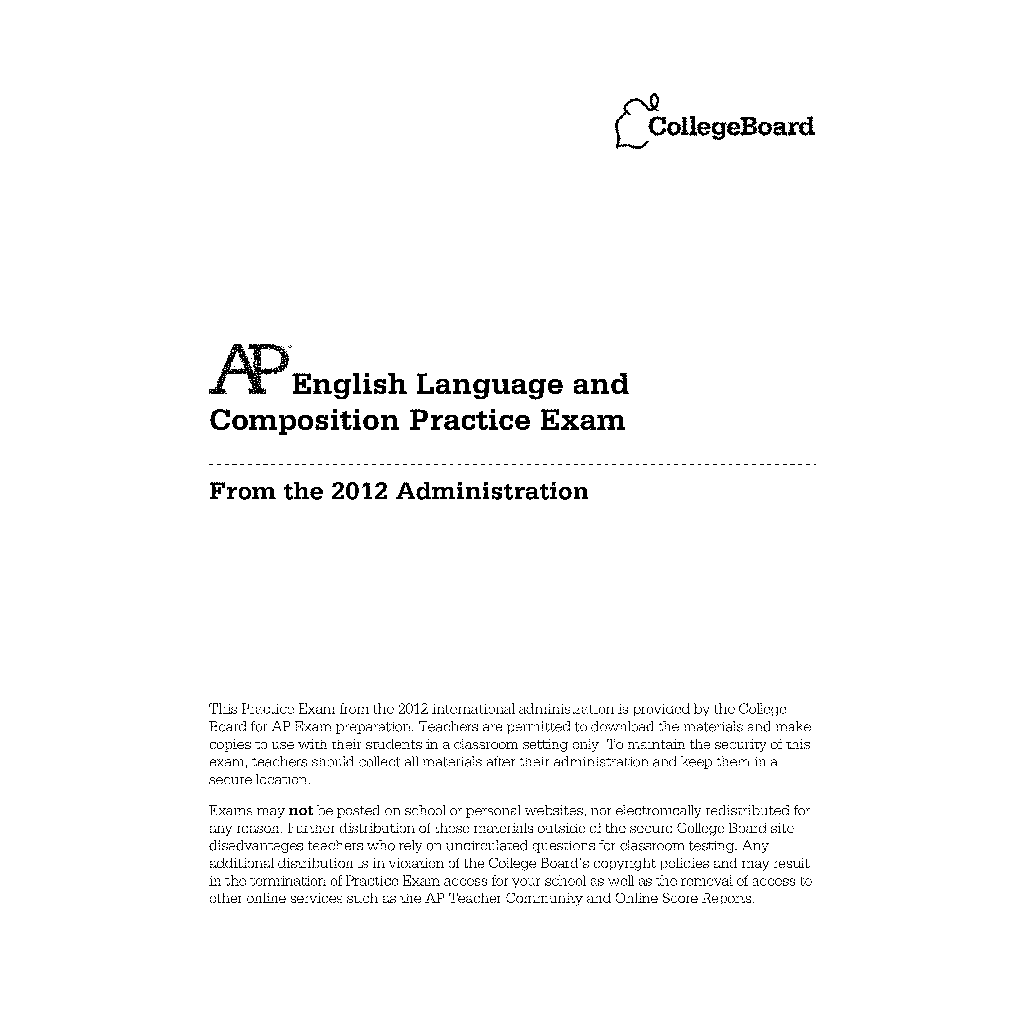 CollegeBoard
AP® English Language and
Composition Practice Exam
From the 2012 Administration
This Practice Exam from the 2012 international administration is provided by the College
Board for AP Exam preparation. Teachers are permitted to download the materials and make
copies to use with their students in a classroom setting only. To maintain the security of this
exam, teachers should collect all materials after their administration and keep them in a
secure location.
Exams may not be posted on school or personal websites, nor electronically redistributed for
any reason. Further distribution of these materials outside of the secure College Board site
disadvantages teachers who rely on uncirculated questions for classroom testing. Any
additional distribution is in violation of the College Board's copyright policies and may result
in the termination of Practice Exam access for your school as well as the removal of access to
other online services such as the AP Teacher Community and Online Score Reports.